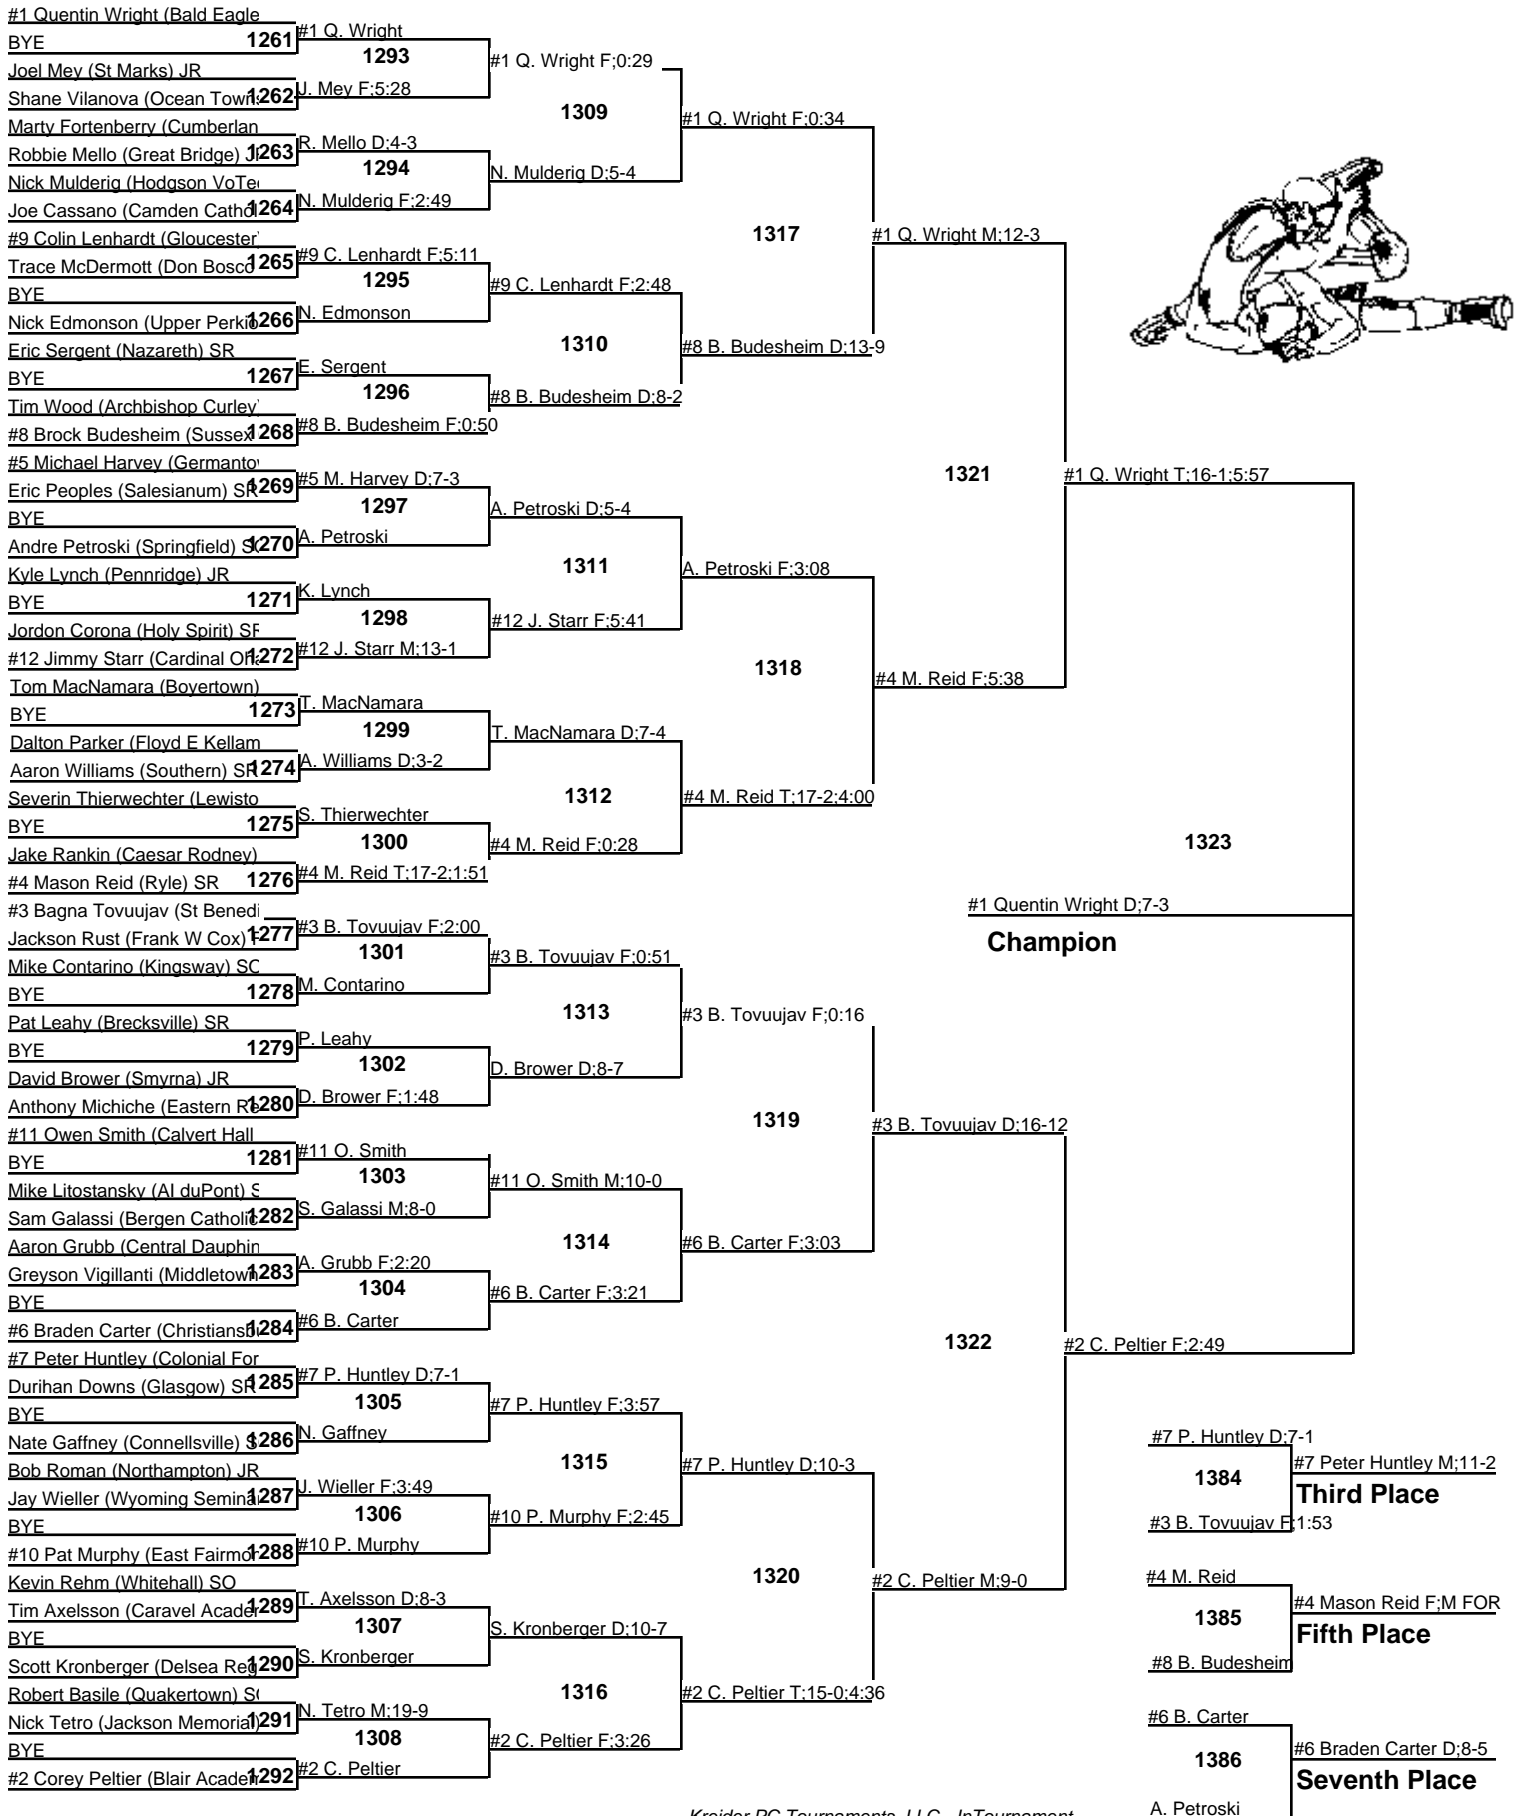 #1 Quentin Wright (Bald Eagle
BYE
1261
Joel Mey (St Marks) JR
Shane Vilanova (Ocean Town
1262
Marty Fortenberry (Cumberlan
Robbie Mello (Great Bridge)
1263
Nick Mulderig (Hodgson VoTe
Joe Cassano (Camden Cathol
1264
#9 Colin Lenhardt (Gloucester
Trace McDermott (Don Bosco
1265
BYE
Nick Edmonson (Upper Perkio
1266
Eric Sergent (Nazareth) SR
BYE
1267
Tim Wood (Archbishop Curley
#8 Brock Budesheim (Sussex
1268
#5 Michael Harvey (Germanto
Eric Peoples (Salesianum) SR
1269
BYE
Andre Petroski (Springfield) SO
1270
Kyle Lynch (Pennridge) JR
BYE
1271
Jordon Corona (Holy Spirit) SR
#12 Jimmy Starr (Cardinal Oha
1272
Tom MacNamara (Boyertown)
BYE
1273
Dalton Parker (Floyd E Kellam
Aaron Williams (Southern) SR
1274
Severin Thierwechter (Lewisto
BYE
1275
Jake Rankin (Caesar Rodney)
#4 Mason Reid (Ryle) SR
1276
#3 Bagna Tovuujav (St Benedi
Jackson Rust (Frank W Cox)
1277
Mike Contarino (Kingsway) SO
BYE
1278
Pat Leahy (Brecksville) SR
BYE
1279
David Brower (Smyrna) JR
Anthony Michiche (Eastern Re
1280
#11 Owen Smith (Calvert Hall
BYE
1281
Mike Litostansky (AI duPont) S
Sam Galassi (Bergen Catholic
1282
Aaron Grubb (Central Dauphin
Greyson Vigillanti (Middletown
1283
BYE
#6 Braden Carter (Christiansbu
1284
#7 Peter Huntley (Colonial For
Durihan Downs (Glasgow) SR
1285
BYE
Nate Gaffney (Connellsville) S
1286
Bob Roman (Northampton) JR
Jay Wieller (Wyoming Semina
1287
BYE
#10 Pat Murphy (East Fairmon
1288
Kevin Rehm (Whitehall) SO
Tim Axelsson (Caravel Acade
1289
BYE
Scott Kronberger (Delsea Reg
1290
Robert Basile (Quakertown) SO
Nick Tetro (Jackson Memorial)
1291
BYE
#2 Corey Peltier (Blair Academ
1292
#1 Q. Wright
1293
J. Mey F;5:28
R. Mello D;4-3
1294
N. Mulderig F;2:49
#9 C. Lenhardt F;5:11
1295
N. Edmonson
E. Sergent
1296
#8 B. Budesheim F;0:50
#5 M. Harvey D;7-3
1297
A. Petroski
K. Lynch
1298
#12 J. Starr M;13-1
T. MacNamara
1299
A. Williams D;3-2
S. Thierwechter
1300
#4 M. Reid T;17-2;1:51
#3 B. Tovuujav F;2:00
1301
M. Contarino
P. Leahy
1302
D. Brower F;1:48
#11 O. Smith
1303
S. Galassi M;8-0
A. Grubb F;2:20
1304
#6 B. Carter
#7 P. Huntley D;7-1
1305
N. Gaffney
J. Wieller F;3:49
1306
#10 P. Murphy
T. Axelsson D;8-3
1307
S. Kronberger
N. Tetro M;19-9
1308
#2 C. Peltier
#1 Q. Wright F;0:29
1309
N. Mulderig D;5-4
#9 C. Lenhardt F;2:48
1310
#8 B. Budesheim D;8-2
A. Petroski D;5-4
1311
#12 J. Starr F;5:41
T. MacNamara D;7-4
1312
#4 M. Reid F;0:28
#3 B. Tovuujav F;0:51
1313
D. Brower D;8-7
#11 O. Smith M;10-0
1314
#6 B. Carter F;3:21
#7 P. Huntley F;3:57
1315
#10 P. Murphy F;2:45
S. Kronberger D;10-7
1316
#2 C. Peltier F;3:26
#1 Q. Wright F;0:34
1317
#8 B. Budesheim D;13-9
A. Petroski F;3:08
1318
#4 M. Reid T;17-2;4:00
#3 B. Tovuujav F;0:16
1319
#6 B. Carter F;3:03
#7 P. Huntley D;10-3
1320
#2 C. Peltier T;15-0;4:36
#1 Q. Wright M;12-3
1321
#4 M. Reid F;5:38
#3 B. Tovuujav D;16-12
1322
#2 C. Peltier M;9-0
#1 Q. Wright T;16-1;5:57
1323
#2 C. Peltier F;2:49
#1 Quentin Wright D;7-3
Champion
#7 P. Huntley D;7-1
1384
#3 B. Tovuujav F;1:53
#7 Peter Huntley M;11-2
Third Place
#4 M. Reid
1385
#8 B. Budesheim
#4 Mason Reid F;M FOR
Fifth Place
#6 B. Carter
1386
A. Petroski
#6 Braden Carter D;8-5
Seventh Place
Kreider PC Tournaments, LLC - InTournament